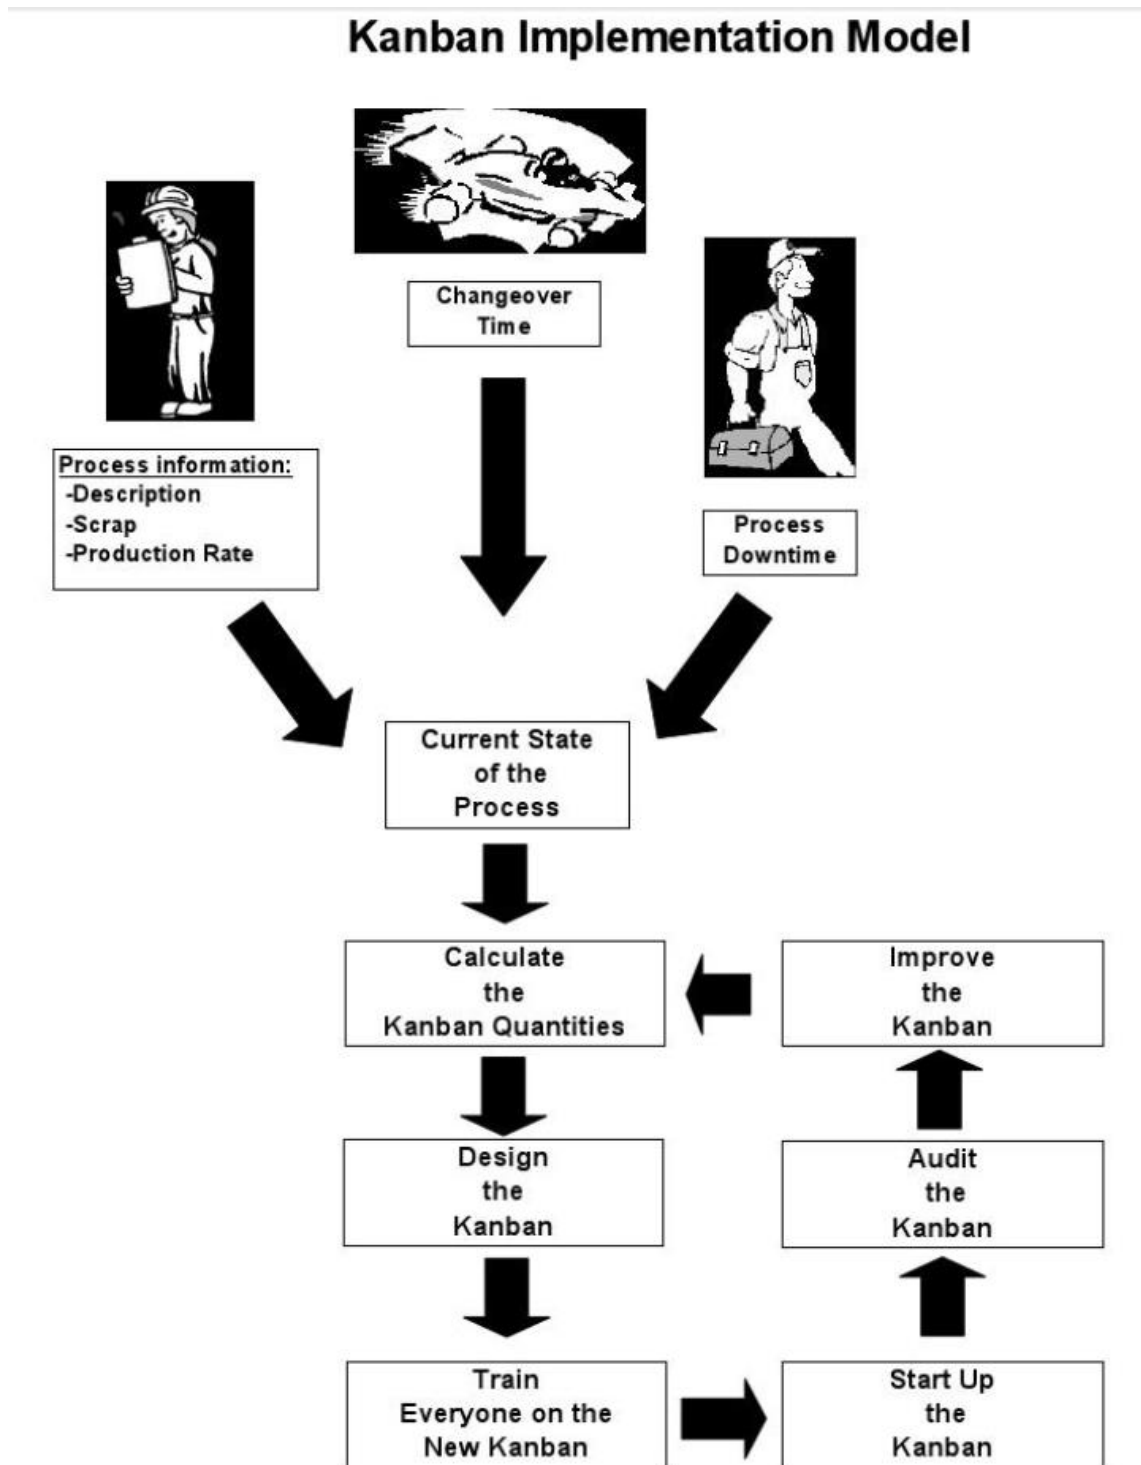 Kanban Implementation Model
Changeover
Time
Process information:
-Description
-Scrap
-Production Rate
Process
Downtime
Current State
of the
Process
Calculate
the
Kanban Quantities
Improve
the
Kanban
Design
the
Kanban
Audit
the
Kanban
Train
Everyone on the
New Kanban
Start Up
the
Kanban